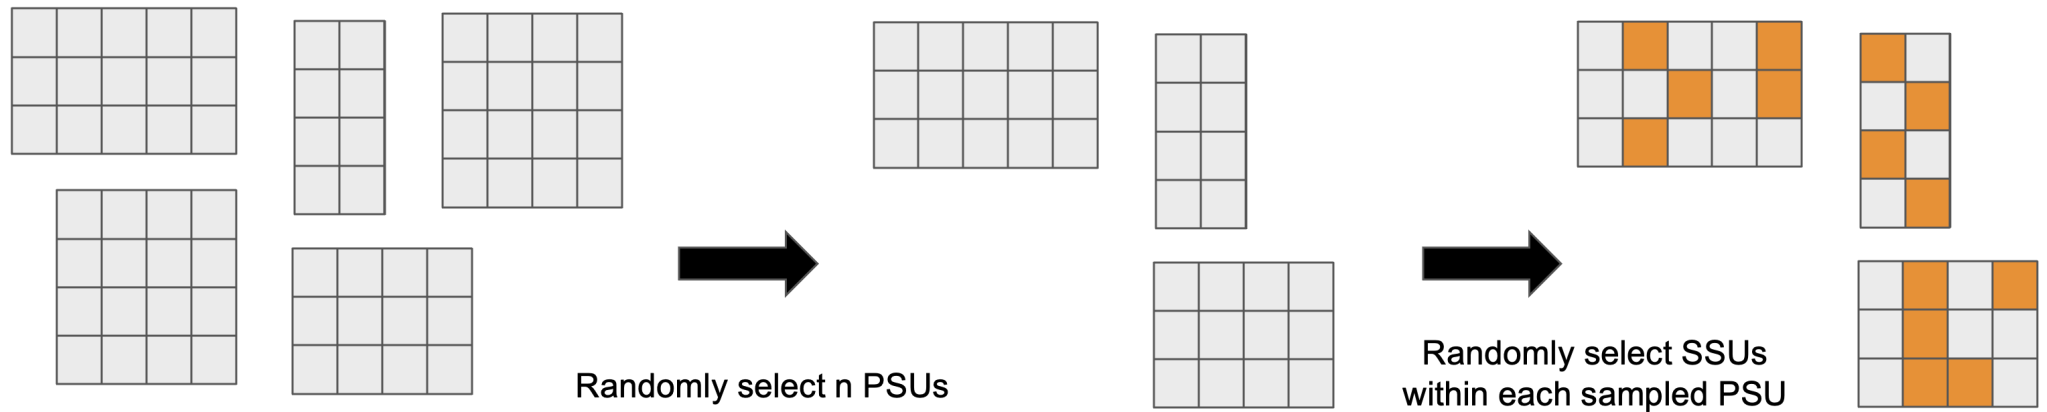 Randomly select n PSUs
Randomly select SSUs
within each sampled PSU